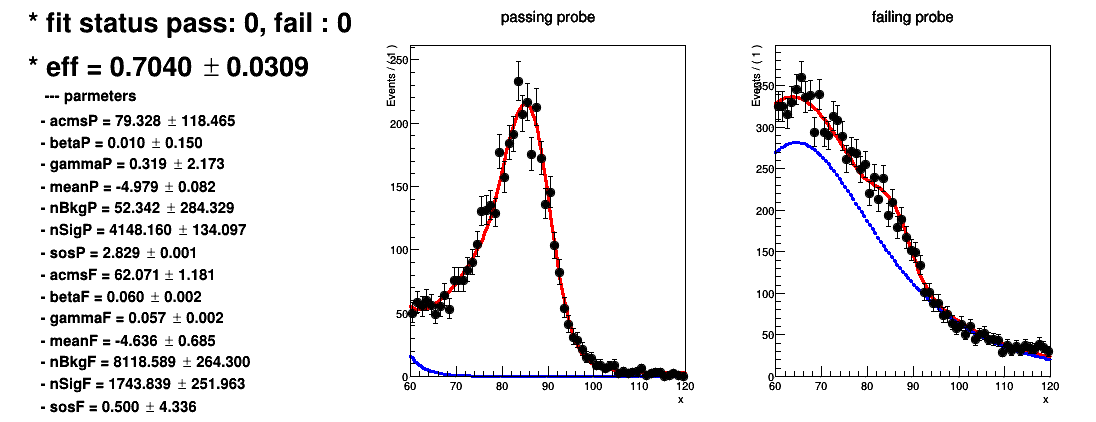 * fit status pass: 0, fail : 0
* eff = 0.7040 ± 0.0309
--- parmeters
- acmsP = 79.328 ± 118.465
- betaP = 0.010 ± 0.150
- gammaP = 0.319 ± 2.173
- meanP = -4.979 ± 0.082
- nBkgP = 52.342 ± 284.329
- nSigP = 4148.160 ± 134.097
- sosP = 2.829 ± 0.001
- acmsF = 62.071 ± 1.181
- betaF = 0.060 ± 0.002
- gammaF = 0.057 ± 0.002
- meanF = -4.636 ± 0.685
- nBkgF = 8118.589 ± 264.300
- nSigF = 1743.839 ± 251.963
- sosF = 0.500 ± 4.336
passing probe
Events / ( 1 )
250
200
150
100
50
0
60 70 80 90 100 110 120
x
failing probe
Events / ( 1 )
350
300
250
200
150
100
50
0
60 70 80 90 100 110 120
x